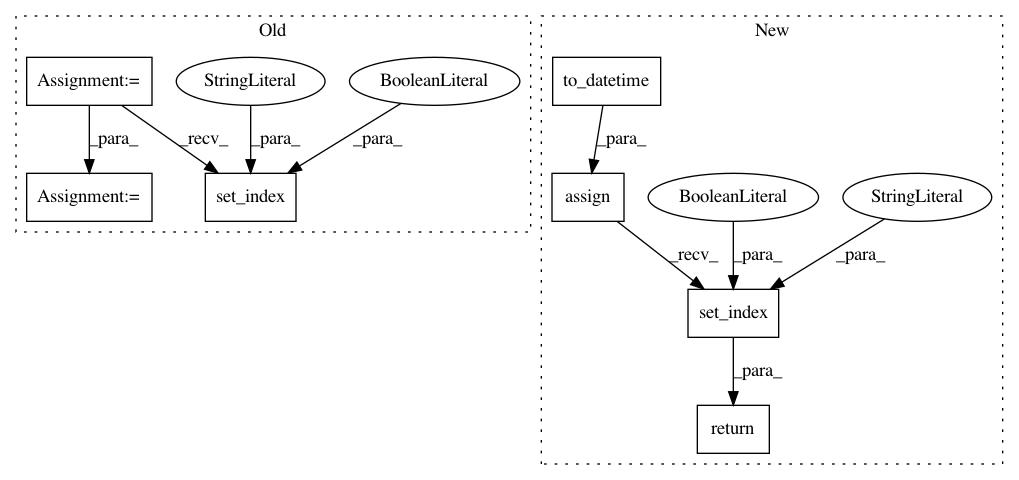 Old
New
Assignment:=
StringLiteral
BooleanLiteral
to_datetime
_para_
_recv_
_para_
_para_
_para_
Assignment:=
set_index
assign
BooleanLiteral
StringLiteral
_recv_
_para_
_para_
set_index
_para_
return